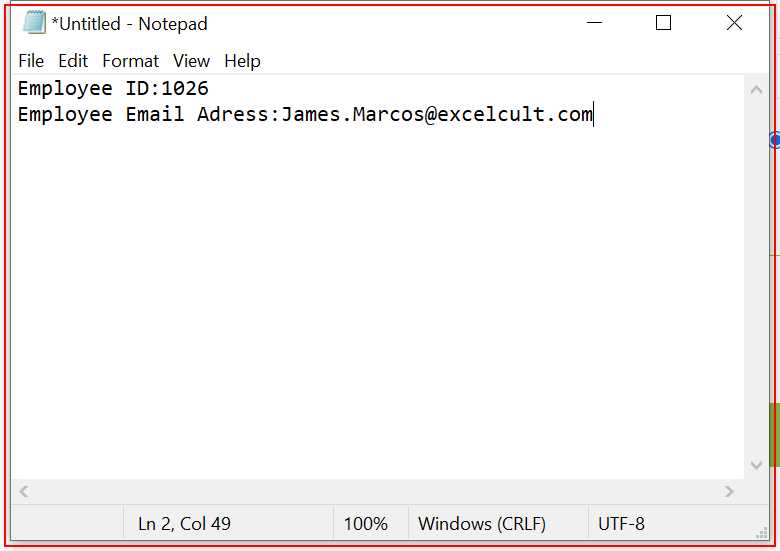 *Untitled - Notepad
File Edit Format View Help
Employee ID:1026
Employee Email Adress:James.Marcos@excelcult.com
Ln 2, Col 49 100% Windows (CRLF) UTF-8